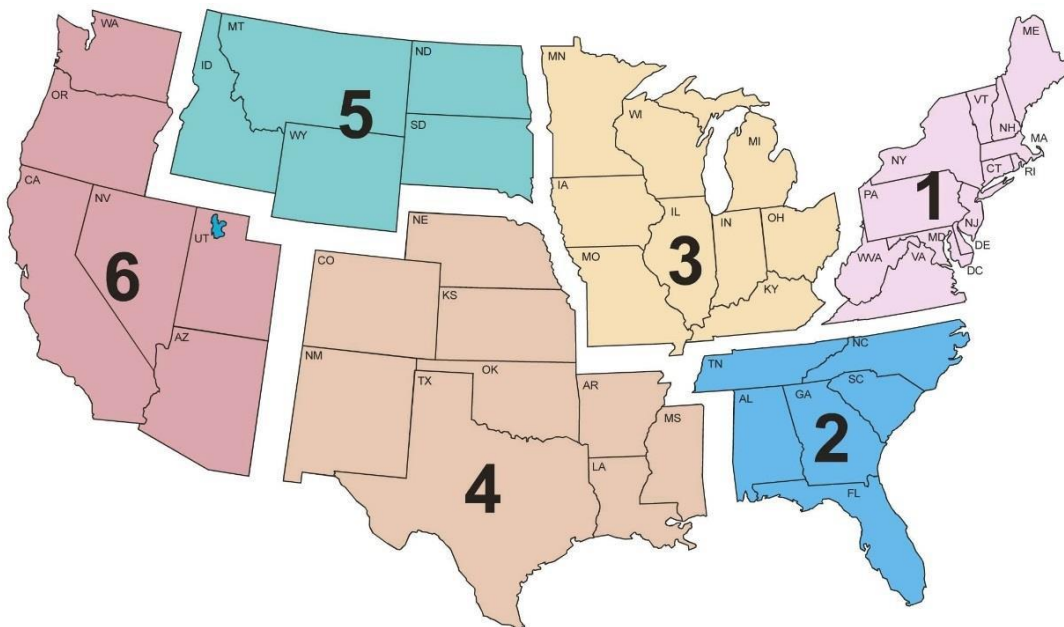 WA
OR
CA
NV
UT
AZ
6
MT
ID
ND
WY
SD
5
NE
CO
KS
NM
OK
TX
AR
LA
MS
4
MN
WI
MI
IA
IL
IN
OH
MO
KY
3
ME
VT
NH
MA
NY
CT
RI
PA
NJ
MD
DE
WVA
VA
DC
1
TN
NC
SC
AL
GA
FL
2